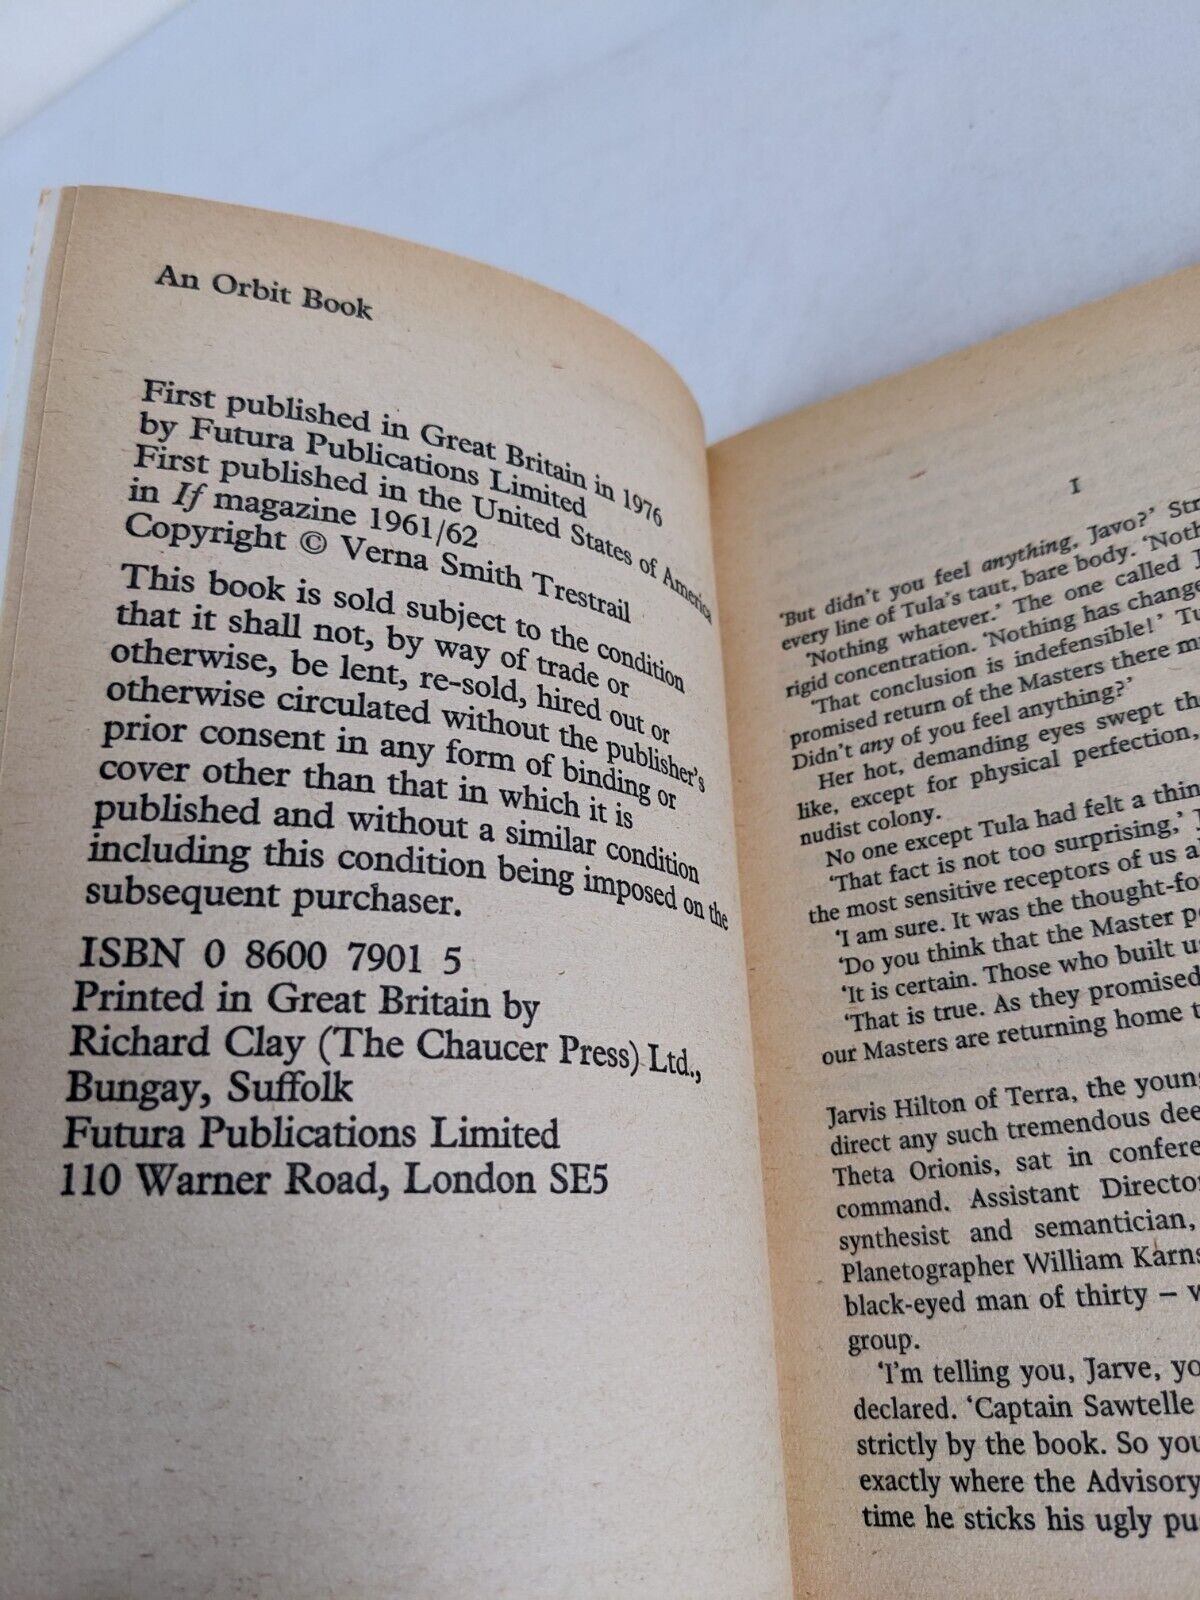 An Orbit Book
First published in Great Britain in 1976
by Futura Publications Limited
First published in the United States of America
in If magazine 1961/62
Copyright © Verna Smith Trestrail
This book is sold subject to the condition
that it shall not, by way of trade or
otherwise, be lent, re-sold, hired out or
otherwise circulated without the publisher's
prior consent in any form of binding or
cover other than that in which it is
published and without a similar condition
including this condition being imposed on the
subsequent purchaser.
ISBN 0 8600 7901 5
Printed in Great Britain by
Richard Clay (The Chaucer Press) Ltd.,
Bungay, Suffolk
Futura Publications Limited
110 Warner Road, London SE5
I
'But didn't you feel anything, Javo?' Str
every line of Tula's taut, bare body. 'Noth
'Nothing whatever.' The one called J
rigid concentration. 'Nothing has change
'That conclusion is indefensible!' Tu
promised return of the Masters there m
Didn't any of you feel anything?'
Her hot, demanding eyes swept th
like, except for physical perfection,
nudist colony.
No one except Tula had felt a thin
'That fact is not too surprising,' J
the most sensitive receptors of us al
'I am sure. It was the thought-fo
'Do you think that the Master p
'It is certain. Those who built u
'That is true. As they promised
our Masters are returning home t
Jarvis Hilton of Terra, the young
direct any such tremendous dee
Theta Orionis, sat in confere
command. Assistant Director
synthesist and semantician,
Planetographer William Karns
black-eyed man of thirty – w
group.
'I'm telling you, Jarve, yo
declared. 'Captain Sawtelle
strictly by the book. So you
exactly where the Advisory
time he sticks his ugly pu